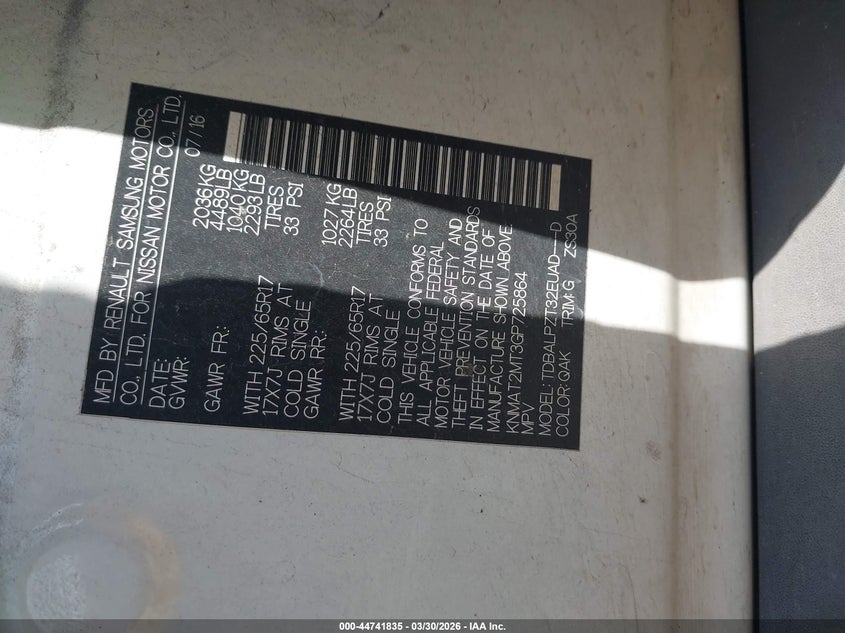 MFD BY RENAULT SAMSUNG MOTORS
CO. LTD. FOR NISSAN MOTOR CO., LTD.
DATE: 07/16
GVWR: 2036KG
4489LB
GAWR FR: 1040KG
2293LB
WITH 225/65R17 TIRES
17X7J RIMS AT 33 PSI
COLD SINGLE
GAWR RR: 1027KG
2264LB
WITH 225/65R17 TIRES
17X7J RIMS AT 33 PSI
COLD SINGLE
THIS VEHICLE CONFORMS TO
ALL APPLICABLE FEDERAL
MOTOR VEHICLE SAFETY AND
THEFT PREVENTION STANDARDS
IN EFFECT ON THE DATE OF
MANUFACTURE SHOWN ABOVE.
KNMAT2MT3GP725864
MPV
MODEL: TDBALPZT32EUAD----D
COLOR: QAK TRIM:G ZS30A
000-44741835 - 03/30/2026 - IAA Inc.